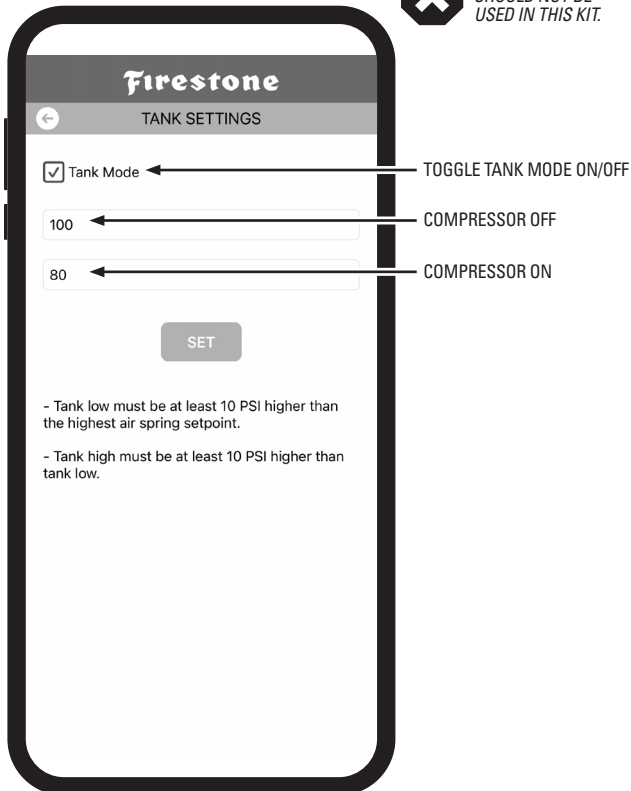 SHOULD NOT BE
USED IN THIS KIT.
Firestone
TANK SETTINGS
Tank Mode
TOGGLE TANK MODE ON/OFF
100
COMPRESSOR OFF
80
COMPRESSOR ON
SET
- Tank low must be at least 10 PSI higher than
the highest air spring setpoint.
- Tank high must be at least 10 PSI higher than
tank low.